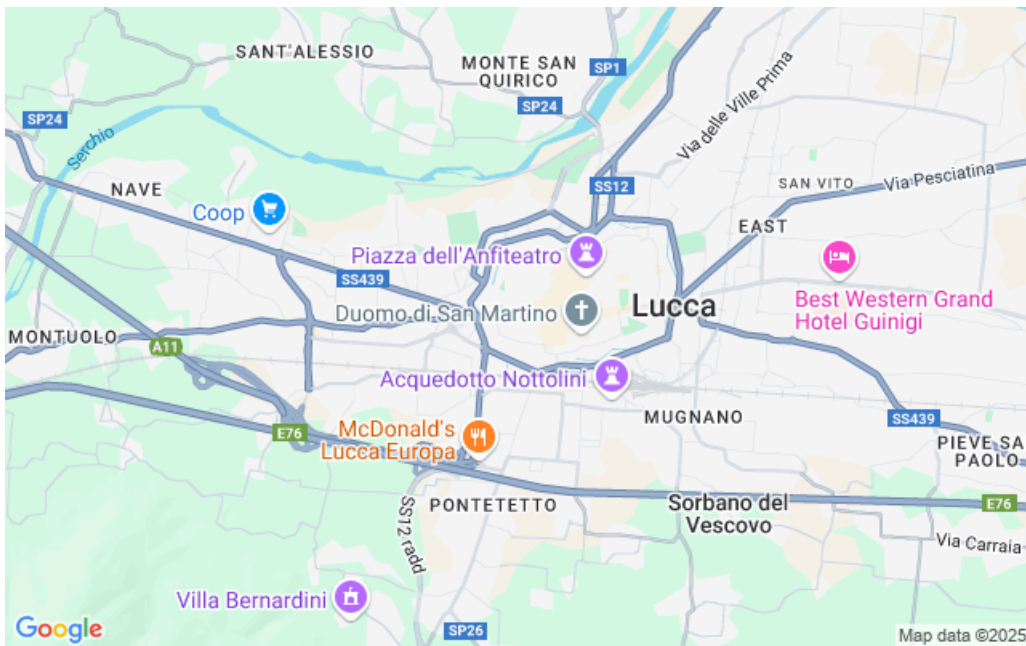 SANT'ALESSIO
MONTE SAN
QUIRICO
SP1
SP24
SP24
Via delle Ville Prima
Serchio
SS12
SAN VITO
Via Pesciatina
NAVE
Coop
EAST
Piazza dell'Anfiteatro
SS439
Best Western Grand
Hotel Guinigi
Duomo di San Martino
Lucca
MONTUOLO
A11
Acquedotto Nottolini
MUGNANO
SS439
E76
McDonald's
Lucca Europa
PIEVE SA
PAOLO
PONTETETTO
Sorbano del
Vescovo
E76
SS12 radd
Via Carraia
Villa Bernardini
SP26
Google
Map data ©2025